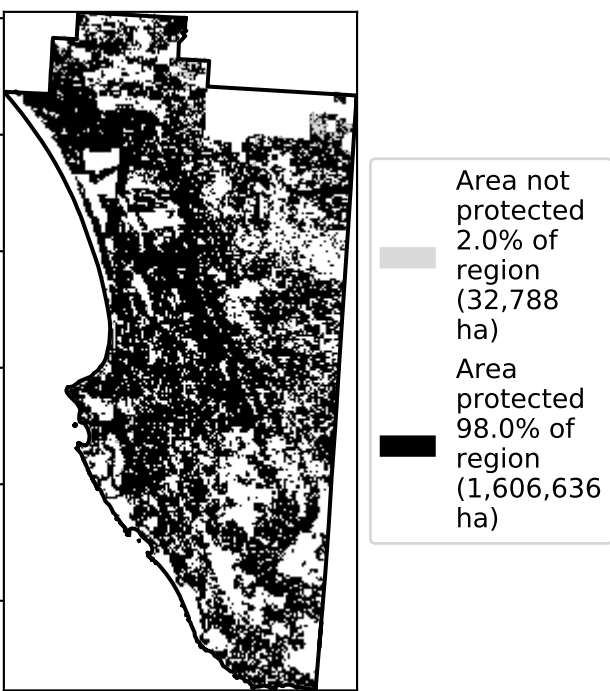 Area not
protected
2.0% of
region
(32,788
ha)
Area
protected
98.0% of
region
(1,606,636
ha)